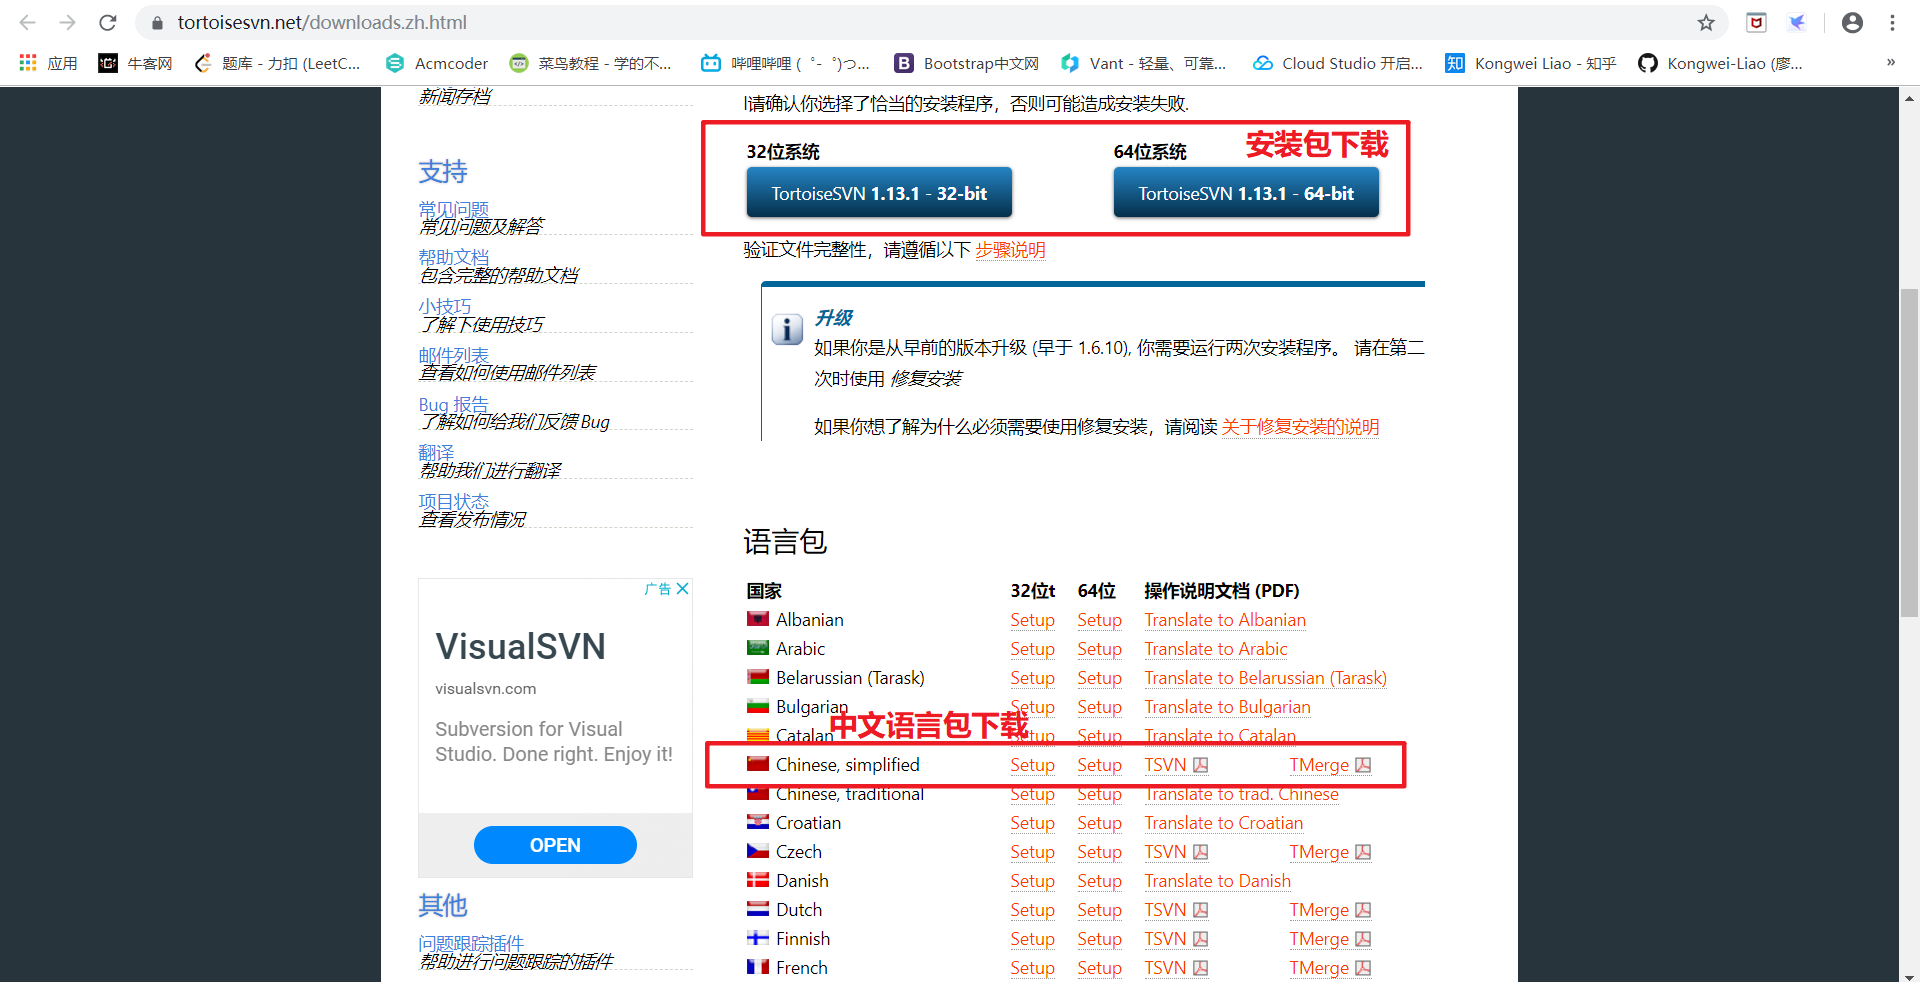 tortoisesvn.net/downloads.zh.html
应用
牛客网
题库 - 力扣 (LeetC...
Acmcoder
菜鸟教程 - 学的不...
哔哩哔哩 ( ゜- ゜)つ...
Bootstrap中文网
Vant - 轻量、可靠...
Cloud Studio 开启...
知 Kongwei Liao - 知乎
Kongwei-Liao (廖...
»
新闻存档
支持
常见问题
常见问题及解答
帮助文档
包含完整的帮助文档
小技巧
了解下使用技巧
邮件列表
查看如何使用邮件列表
Bug 报告
了解如何给我们反馈 Bug
翻译
帮助我们进行翻译
项目状态
查看发布情况
广告
VisualSVN
visualsvn.com
Subversion for Visual
Studio. Done right. Enjoy it!
OPEN
其他
问题跟踪插件
帮助进行问题跟踪的插件
I请确认你选择了恰当的安装程序，否则可能造成安装失败.
32位系统
64位系统
安装包下载
TortoiseSVN 1.13.1 - 32-bit
TortoiseSVN 1.13.1 - 64-bit
验证文件完整性，请遵循以下 步骤说明
升级
如果你是从早前的版本升级 (早于 1.6.10), 你需要运行两次安装程序。 请在第二
次时使用 修复安装
如果你想了解为什么必须需要使用修复安装，请阅读 关于修复安装的说明
语言包
国家 32位t 64位 操作说明文档 (PDF)
Albanian Setup Setup Translate to Albanian
Arabic Setup Setup Translate to Arabic
Belarussian (Tarask) Setup Setup Translate to Belarussian (Tarask)
Bulgarian Setup Setup Translate to Bulgarian
中文语言包下载
Catalan Setup Setup Translate to Catalan
Chinese, simplified Setup Setup TSVN TMerge
Chinese, traditional Setup Setup Translate to trad. Chinese
Croatian Setup Setup Translate to Croatian
Czech Setup Setup TSVN TMerge
Danish Setup Setup Translate to Danish
Dutch Setup Setup TSVN TMerge
Finnish Setup Setup TSVN TMerge
French Setup Setup TSVN TMerge